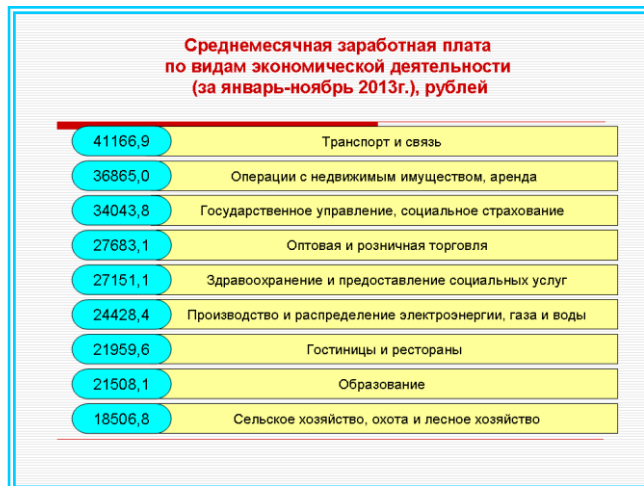 Среднемесячная заработная плата
по видам экономической деятельности
(за январь-ноябрь 2013г.), рублей
41166,9 Транспорт и связь
36865,0 Операции с недвижимым имуществом, аренда
34043,8 Государственное управление, социальное страхование
27683,1 Оптовая и розничная торговля
27151,1 Здравоохранение и предоставление социальных услуг
24428,4 Производство и распределение электроэнергии, газа и воды
21959,6 Гостиницы и рестораны
21508,1 Образование
18506,8 Сельское хозяйство, охота и лесное хозяйство